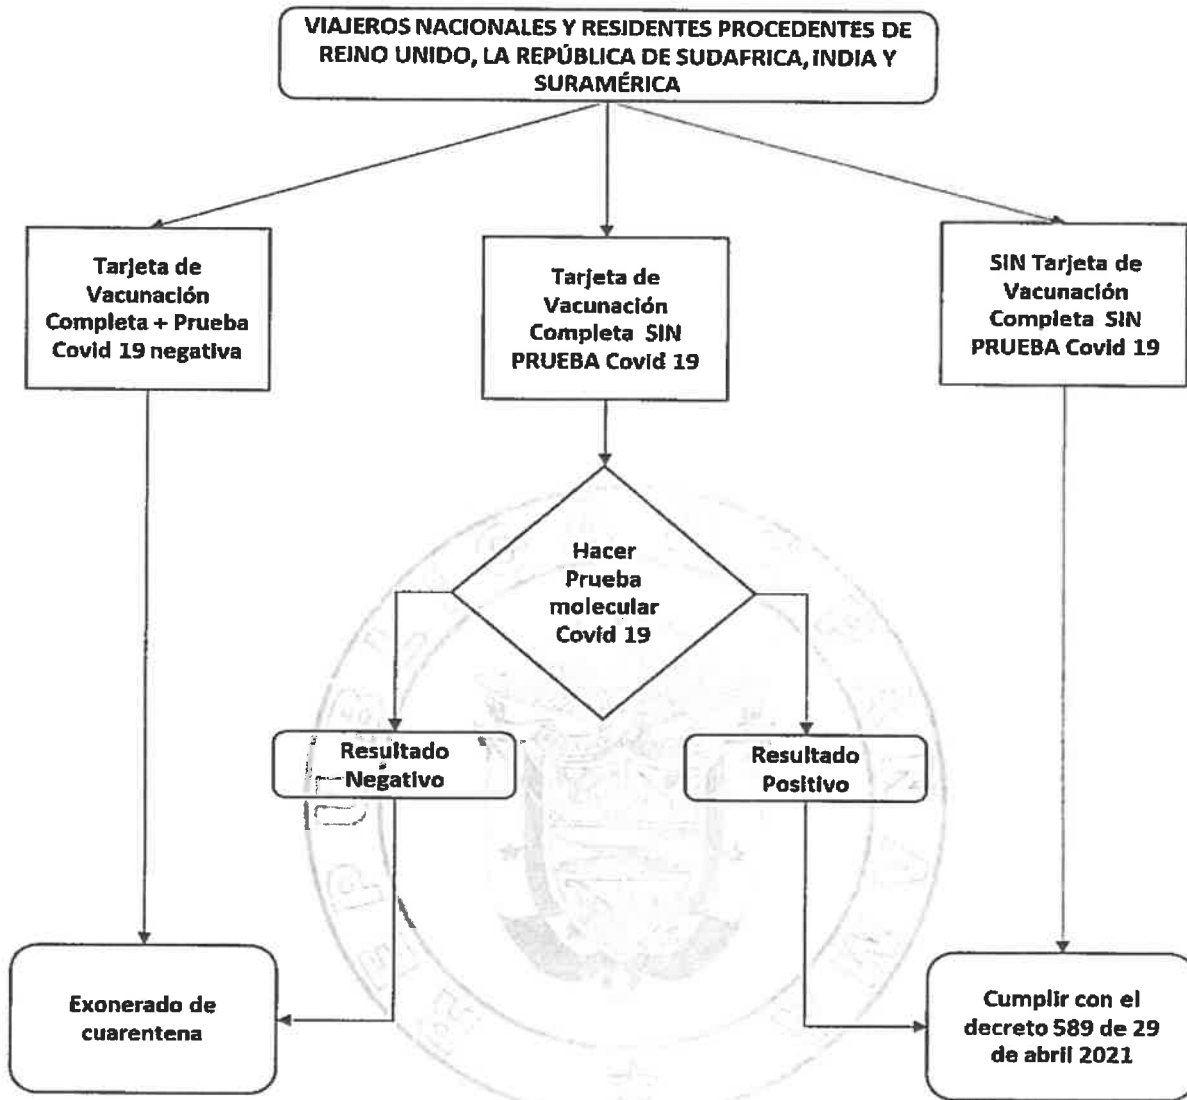 VIAJEROS NACIONALES Y RESIDENTES PROCEDENTES DE
REINO UNIDO, LA REPÚBLICA DE SUDAFRICA, INDIA Y
SURAMÉRICA
Tarjeta de
Vacunación
Completa + Prueba
Covid 19 negativa
Tarjeta de
Vacunación
Completa SIN
PRUEBA Covid 19
SIN Tarjeta de
Vacunación
Completa SIN
PRUEBA Covid 19
Hacer
Prueba
molecular
Covid 19
Resultado
Negativo
Resultado
Positivo
Exonerado de
cuarentena
Cumplir con el
decreto 589 de 29
de abril 2021